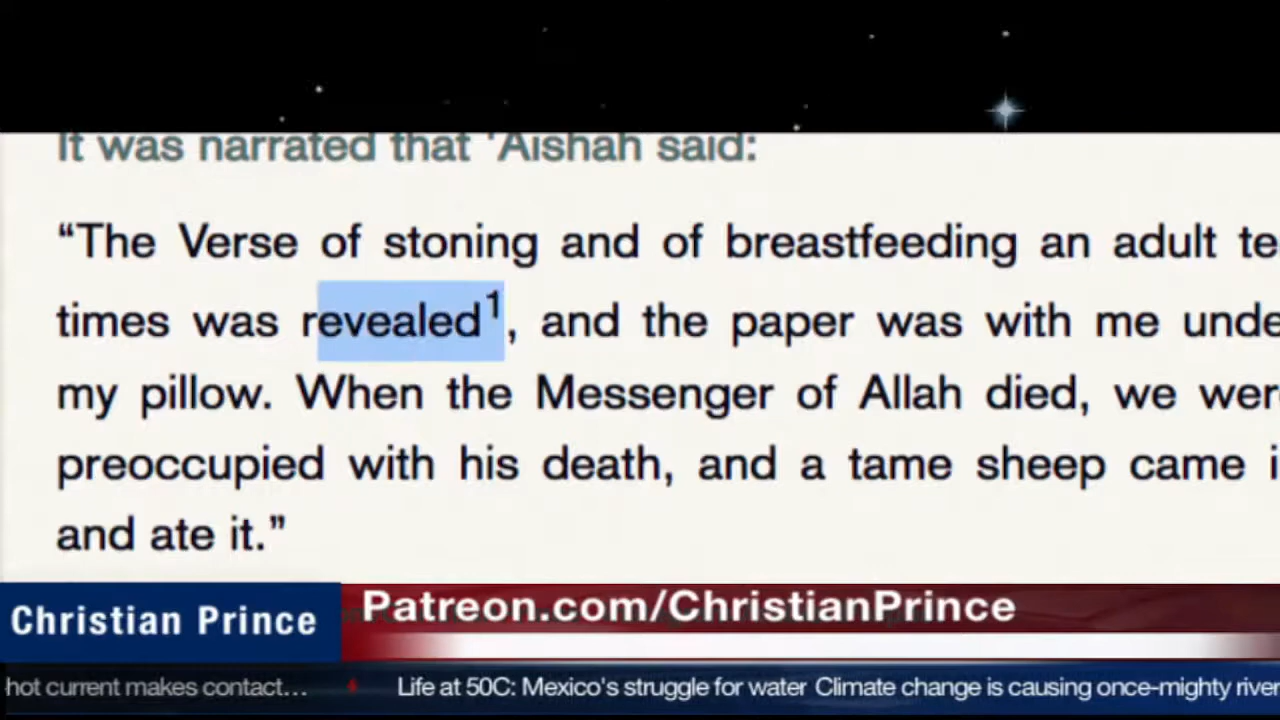 It was narrated that 'Aishah said:
“The Verse of stoning and of breastfeeding an adult te
times was revealed¹, and the paper was with me unde
my pillow. When the Messenger of Allah died, we wer
preoccupied with his death, and a tame sheep came i
and ate it.”
Christian Prince
Patreon.com/ChristianPrince
hot current makes contact...
Life at 50C: Mexico's struggle for water Climate change is causing once-mighty river